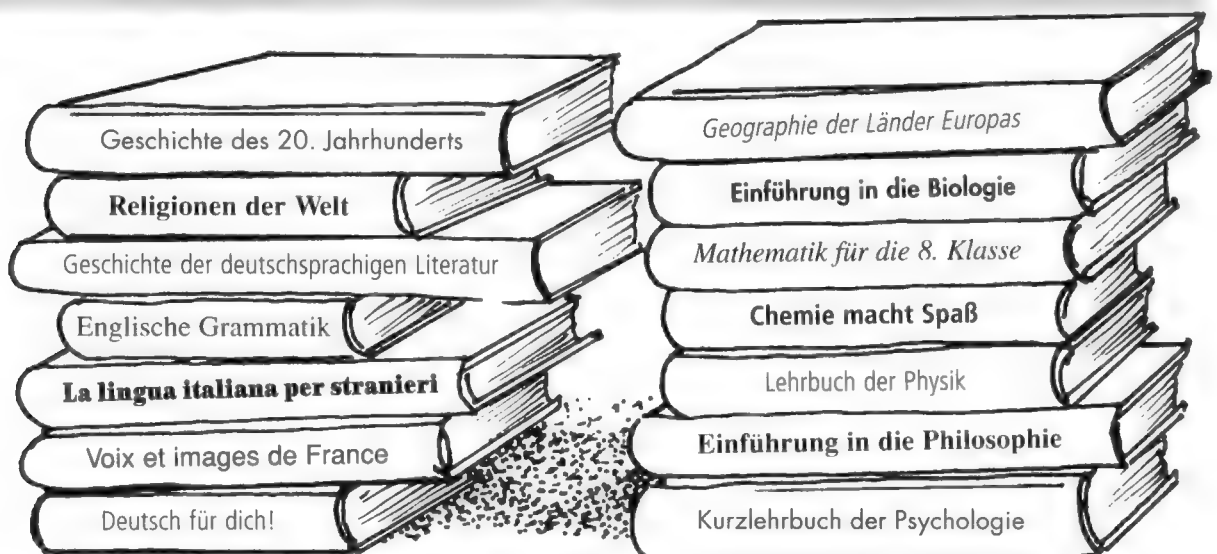 Geschichte des 20. Jahrhunderts
Religionen der Welt
Geschichte der deutschsprachigen Literatur
Englische Grammatik
La lingua italiana per stranieri
Voix et images de France
Deutsch für dich!
Geographie der Länder Europas
Einführung in die Biologie
Mathematik für die 8. Klasse
Chemie macht Spaß
Lehrbuch der Physik
Einführung in die Philosophie
Kurzlehrbuch der Psychologie